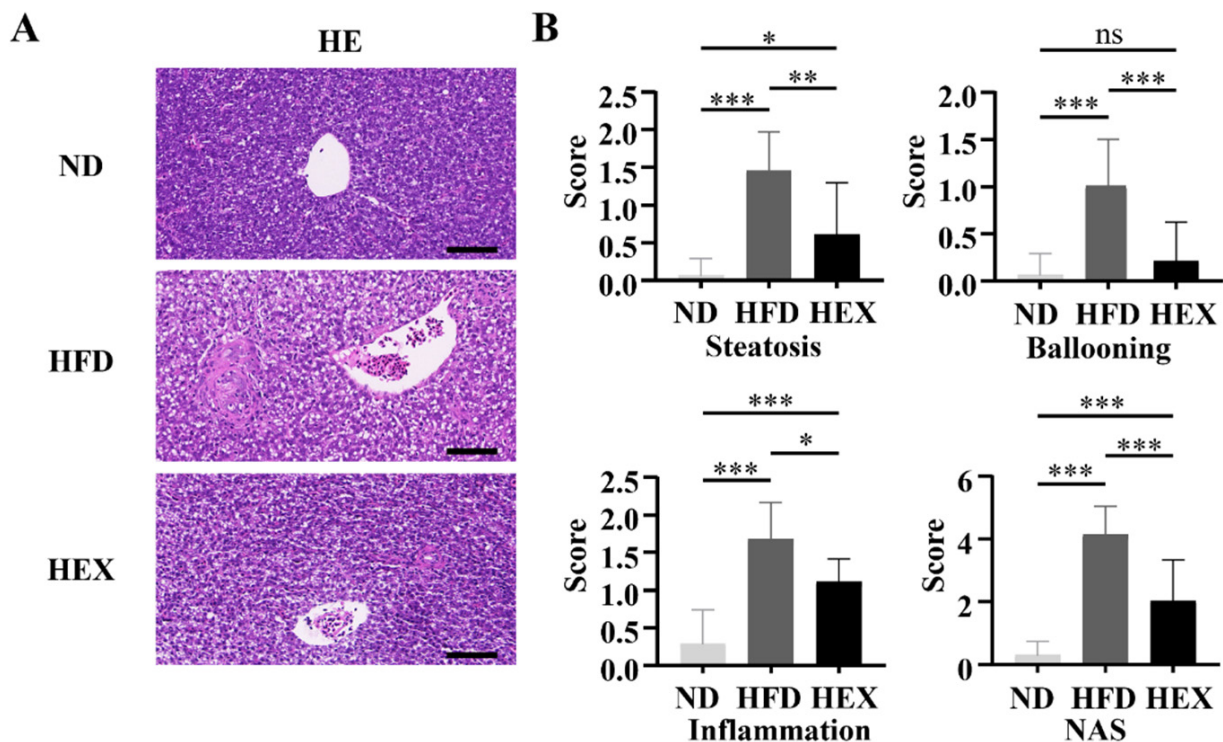 A
HE
ND
HFD
HEX
B
*
**
***
Score
2.5
2.0
1.5
1.0
0.5
0.0
ND HFD HEX
Steatosis
ns
***
***
Score
2.0
1.5
1.0
0.5
0.0
ND HFD HEX
Ballooning
***
*
***
Score
2.5
2.0
1.5
1.0
0.5
0.0
ND HFD HEX
Inflammation
***
***
***
Score
6
4
2
0
ND HFD HEX
NAS